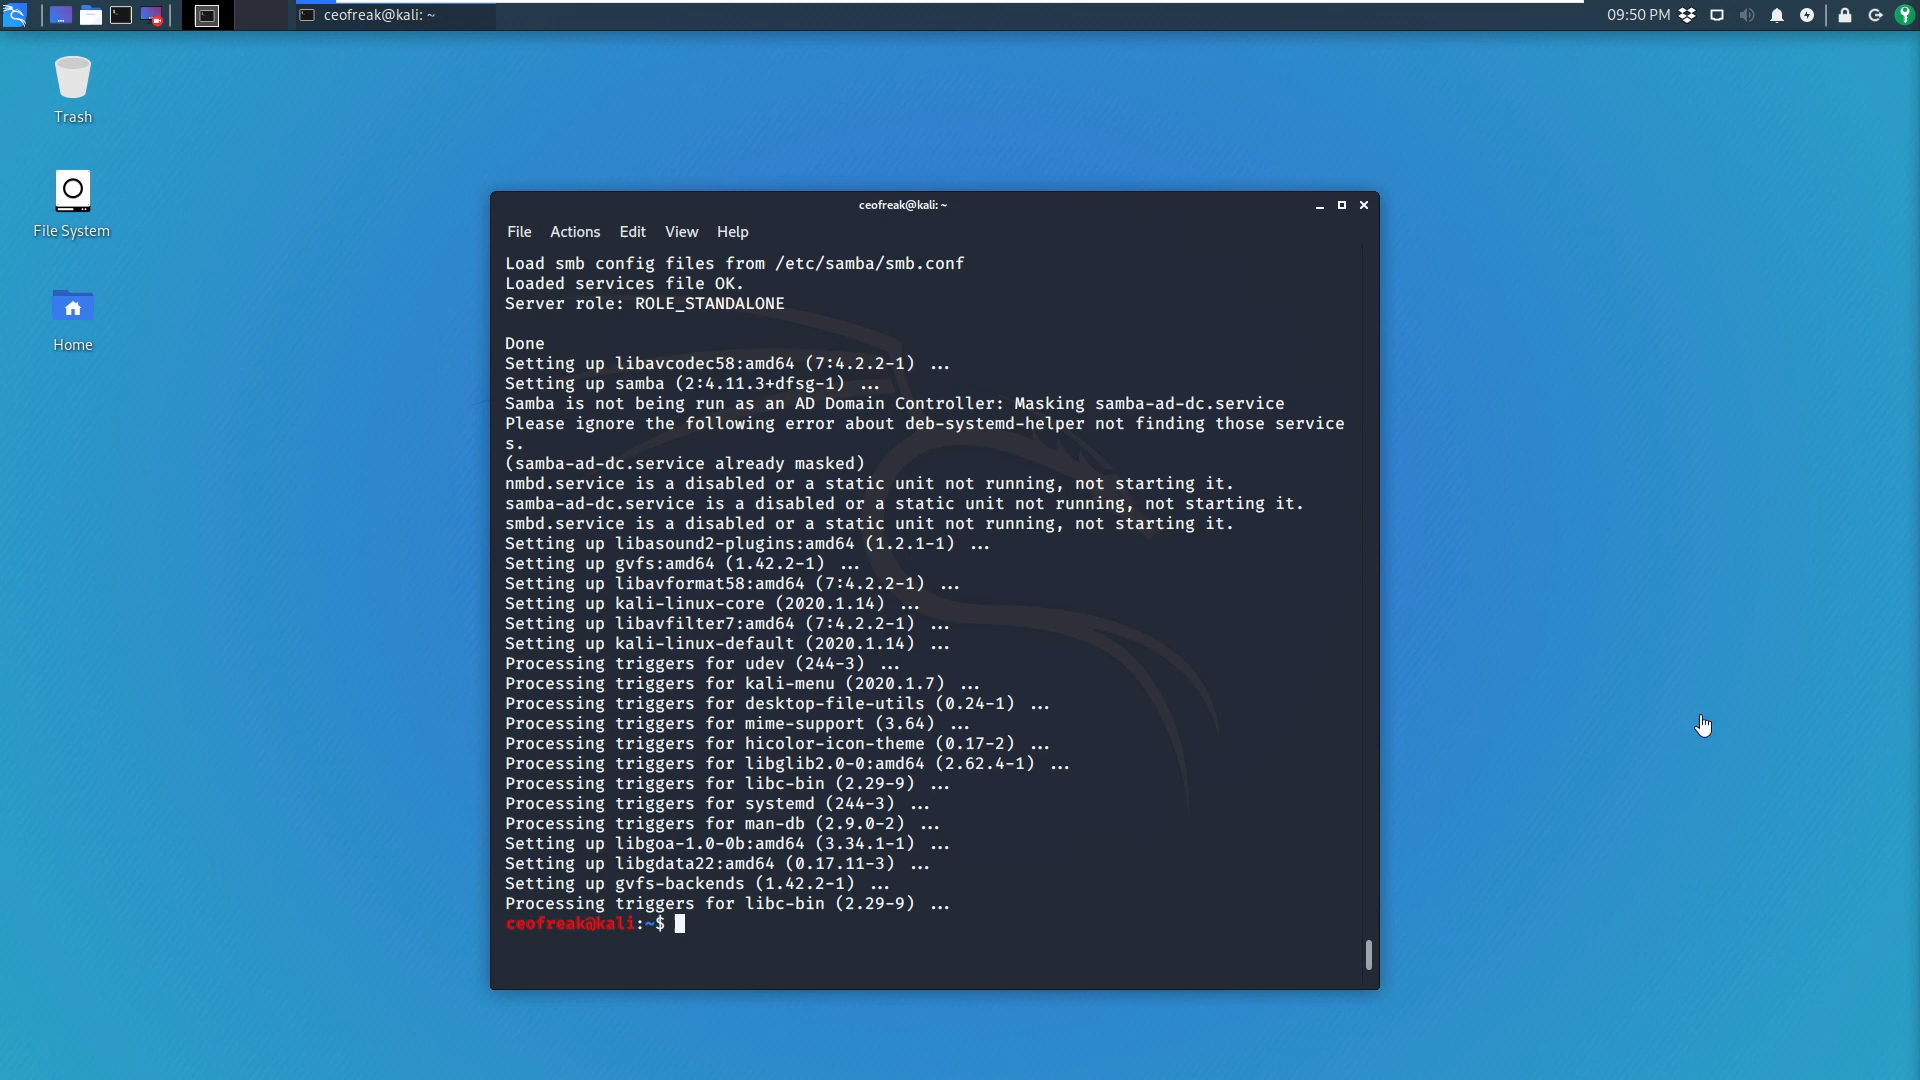 ceofreak@kali: ~
09:50 PM
Trash
File System
Home
ceofreak@kali: ~
File Actions Edit View Help
Load smb config files from /etc/samba/smb.conf
Loaded services file OK.
Server role: ROLE_STANDALONE
Done
Setting up libavcodec58:amd64 (7:4.2.2-1) ...
Setting up samba (2:4.11.3+dfsg-1) ...
Samba is not being run as an AD Domain Controller: Masking samba-ad-dc.service
Please ignore the following error about deb-systemd-helper not finding those service
s.
(samba-ad-dc.service already masked)
nmbd.service is a disabled or a static unit not running, not starting it.
samba-ad-dc.service is a disabled or a static unit not running, not starting it.
smbd.service is a disabled or a static unit not running, not starting it.
Setting up libasound2-plugins:amd64 (1.2.1-1) ...
Setting up gvfs:amd64 (1.42.2-1) ...
Setting up libavformat58:amd64 (7:4.2.2-1) ...
Setting up kali-linux-core (2020.1.14) ...
Setting up libavfilter7:amd64 (7:4.2.2-1) ...
Setting up kali-linux-default (2020.1.14) ...
Processing triggers for udev (244-3) ...
Processing triggers for kali-menu (2020.1.7) ...
Processing triggers for desktop-file-utils (0.24-1) ...
Processing triggers for mime-support (3.64) ...
Processing triggers for hicolor-icon-theme (0.17-2) ...
Processing triggers for libglib2.0-0:amd64 (2.62.4-1) ...
Processing triggers for libc-bin (2.29-9) ...
Processing triggers for systemd (244-3) ...
Processing triggers for man-db (2.9.0-2) ...
Setting up libgoa-1.0-0b:amd64 (3.34.1-1) ...
Setting up libgdata22:amd64 (0.17.11-3) ...
Setting up gvfs-backends (1.42.2-1) ...
Processing triggers for libc-bin (2.29-9) ...
ceofreak@kali:~$